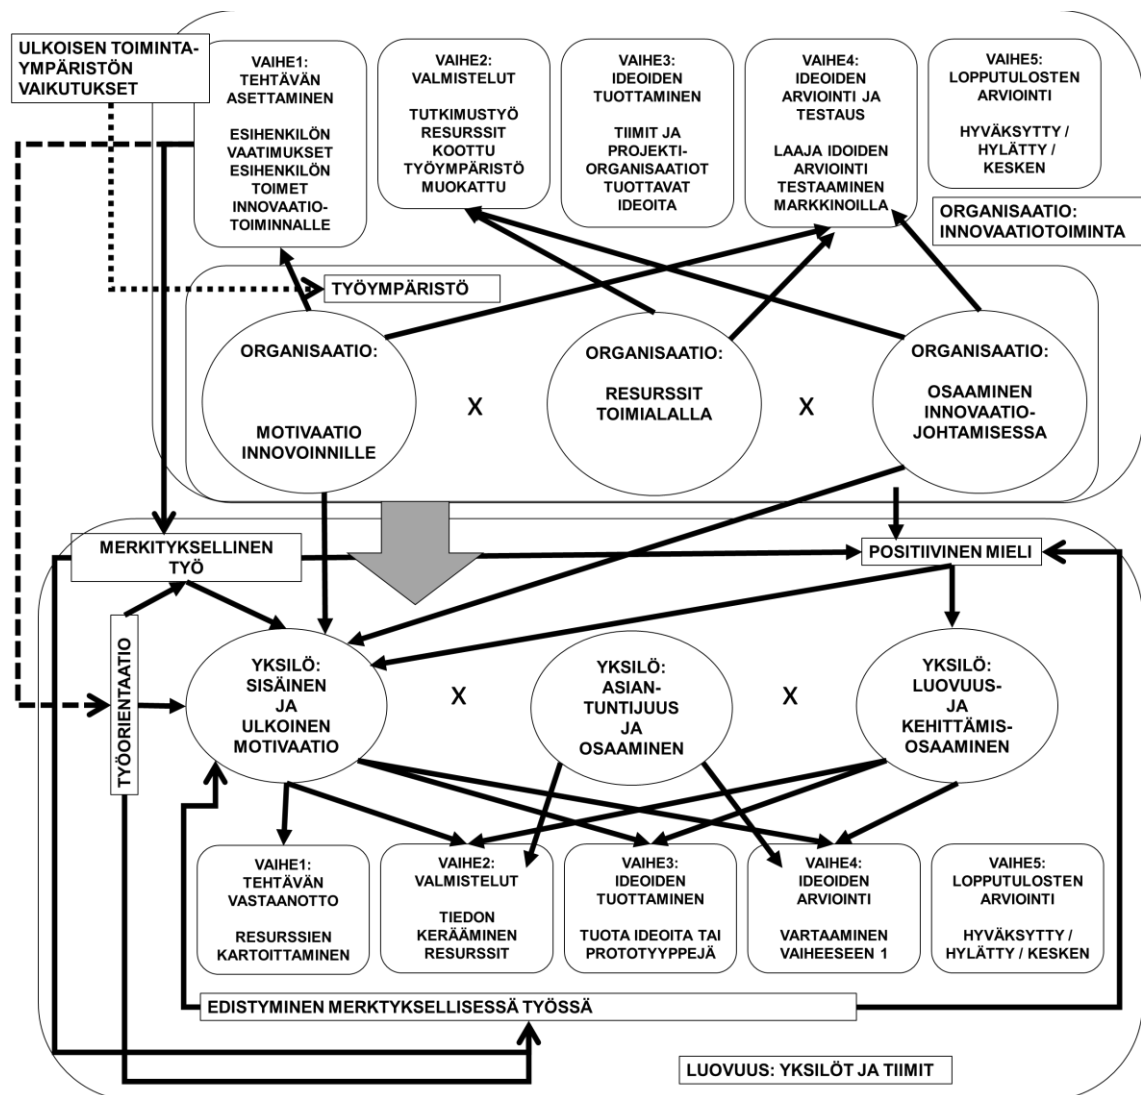 ULKOISEN TOIMINTA-
YMPÄRISTÖN
VAIKUTUKSET
VAIHE1:
TEHTÄVÄN
ASETTAMINEN
ESIHENKILÖN
VAATIMUKSET
ESIHENKILÖN
TOIMET
INNOVAATIO-
TOIMINNALLE
VAIHE2:
VALMISTELUT
TUTKIMUSTYÖ
RESURSSIT
KOOTTU
TYÖYMPÄRISTÖ
MUOKATTU
VAIHE3:
IDEOIDEN
TUOTTAMINEN
TIIMIT JA
PROJEKTI-
ORGANISAATIOT
TUOTTAVAT
IDEOITA
VAIHE4:
IDEOIDEN
ARVIOINTI JA
TESTAUS
LAAJA IDOIDEN
ARVIOINTI
TESTAAMINEN
MARKKINOILLA
VAIHE5:
LOPPUTULOSTEN
ARVIOINTI
HYVÄKSYTTY /
HYLÄTTY /
KESKEN
ORGANISAATIO:
INNOVAATIOTOIMINTA
TYÖYMPÄRISTÖ
ORGANISAATIO:
MOTIVAATIO
INNOVOINNILLE
X
ORGANISAATIO:
RESURSSIT
TOIMIALALLA
X
ORGANISAATIO:
OSAAMINEN
INNOVAATIO-
JOHTAMISESSA
MERKITYKSELLINEN
TYÖ
POSITIIVINEN MIELI
TYÖORIENTAATIO
YKSILÖ:
SISÄINEN
JA
ULKOINEN
MOTIVAATIO
X
YKSILÖ:
ASIAN-
TUNTIJUUS
JA
OSAAMINEN
X
YKSILÖ:
LUOVUUS-
JA
KEHITTÄMIS-
OSAAMINEN
VAIHE1:
TEHTÄVÄN
VASTAANOTTO
RESURSSIEN
KARTOITTAMINEN
VAIHE2:
VALMISTELUT
TIEDON
KERÄÄMINEN
RESURSSIT
VAIHE3:
IDEOIDEN
TUOTTAMINEN
TUOTA IDEOITA TAI
PROTOTYYPPEJÄ
VAIHE4:
IDEOIDEN
ARVIOINTI
VARTAAMINEN
VAIHEESEEN 1
VAIHE5:
LOPPUTULOSTEN
ARVIOINTI
HYVÄKSYTTY /
HYLÄTTY / KESKEN
EDISTYMINEN MERKTYKSELLISESSÄ TYÖSSÄ
LUOVUUS: YKSILÖT JA TIIMIT